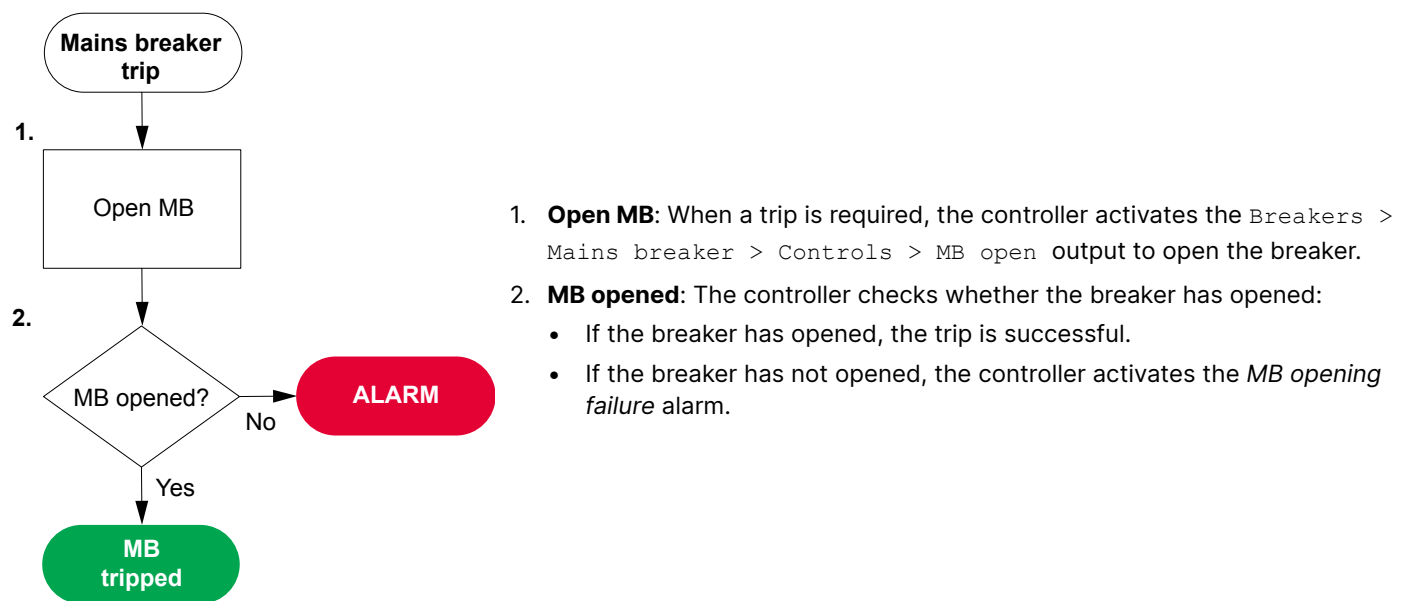 Mains breaker
trip
1.
Open MB
2.
MB opened?
No
ALARM
Yes
MB
tripped
1. Open MB: When a trip is required, the controller activates the Breakers >
Mains breaker > Controls > MB open output to open the breaker.
2. MB opened: The controller checks whether the breaker has opened:
• If the breaker has opened, the trip is successful.
• If the breaker has not opened, the controller activates the MB opening
failure alarm.